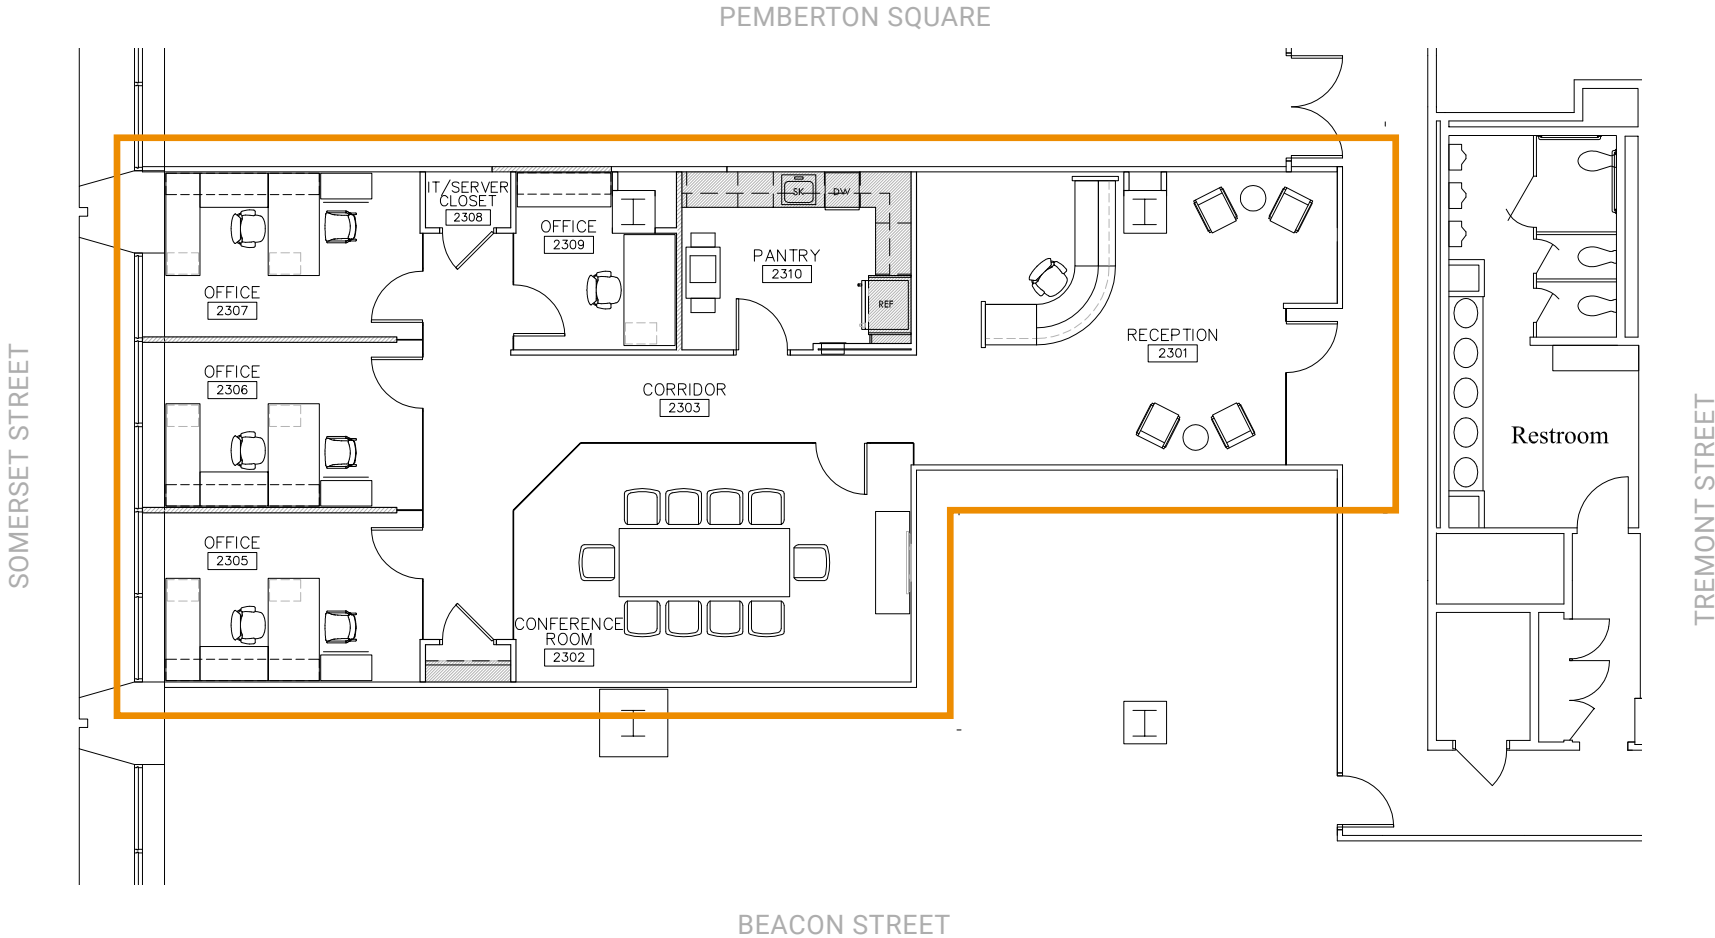 PEMBERTON SQUARE
IT/SERVER
CLOSET
2308
OFFICE
2309
SK
DW
PANTRY
2310
REF
OFFICE
2307
RECEPTION
2301
OFFICE
2306
CORRIDOR
2303
SOMERSET STREET
TREMONT STREET
Restroom
OFFICE
2305
CONFERENCE
ROOM
2302
BEACON STREET